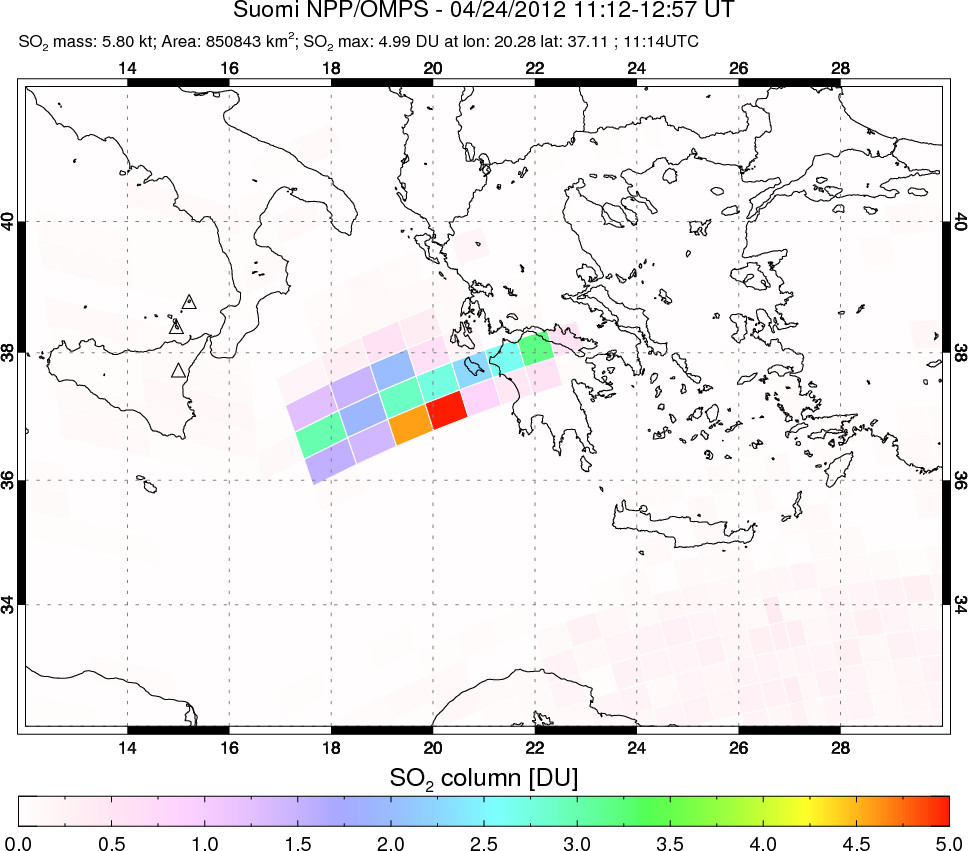 Suomi NPP/OMPS - 04/24/2012 11:12-12:57 UT
SO₂ mass: 5.80 kt; Area: 850843 km²; SO₂ max: 4.99 DU at lon: 20.28 lat: 37.11 ; 11:14UTC
14 16 18 20 22 24 26 28
40 40
38 38
36 36
34 34
14 16 18 20 22 24 26 28
SO₂ column [DU]
0.0 0.5 1.0 1.5 2.0 2.5 3.0 3.5 4.0 4.5 5.0